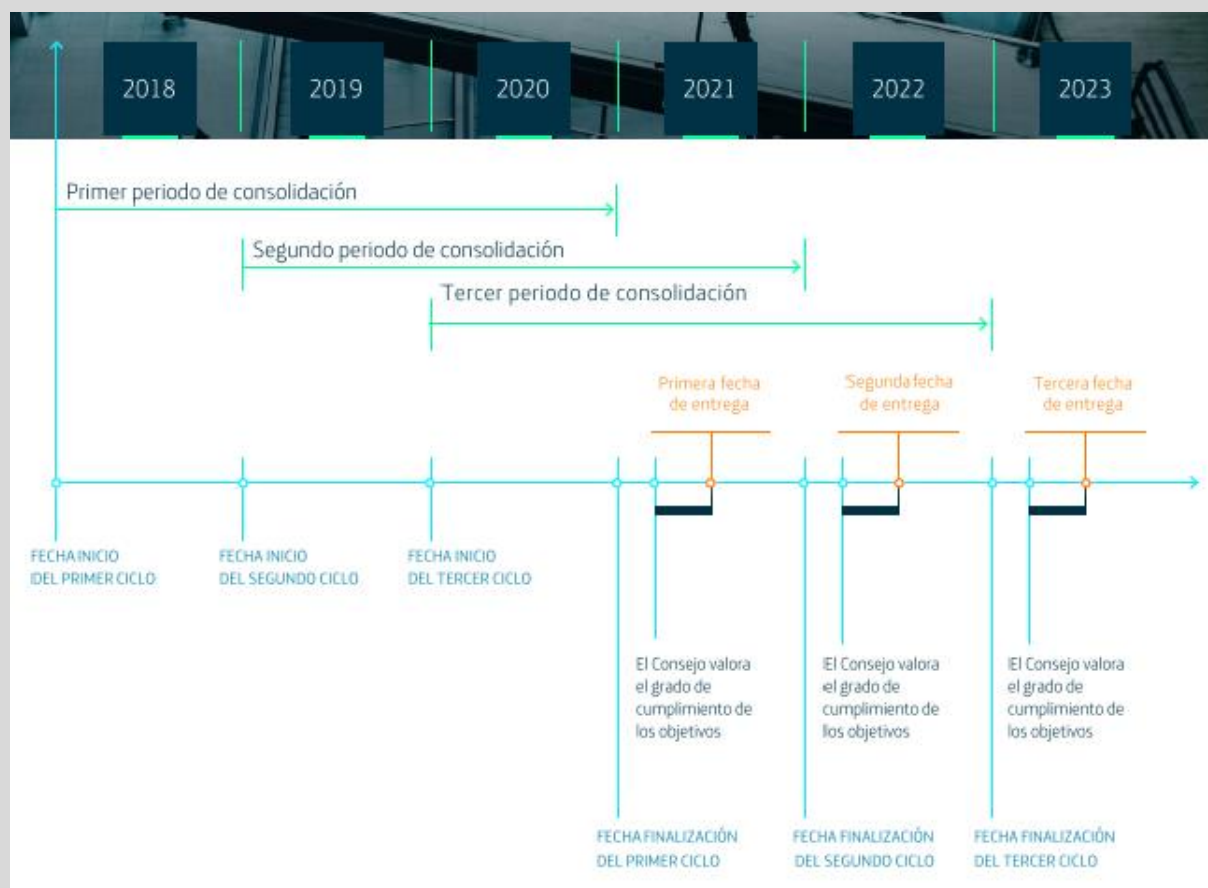 2018
2019
2020
2021
2022
2023
Primer periodo de consolidación
Segundo periodo de consolidación
Tercer periodo de consolidación
Primera fecha
de entrega
Segunda fecha
de entrega
Tercera fecha
de entrega
FECHA INICIO
DEL PRIMER CICLO
FECHA INICIO
DEL SEGUNDO CICLO
FECHA INICIO
DEL TERCER CICLO
El Consejo valora
el grado de
cumplimiento de
los objetivos
El Consejo valora
el grado de
cumplimiento de
los objetivos
El Consejo valora
el grado de
cumplimiento de
los objetivos
FECHA FINALIZACIÓN
DEL PRIMER CICLO
FECHA FINALIZACIÓN
DEL SEGUNDO CICLO
FECHA FINALIZACIÓN
DEL TERCER CICLO